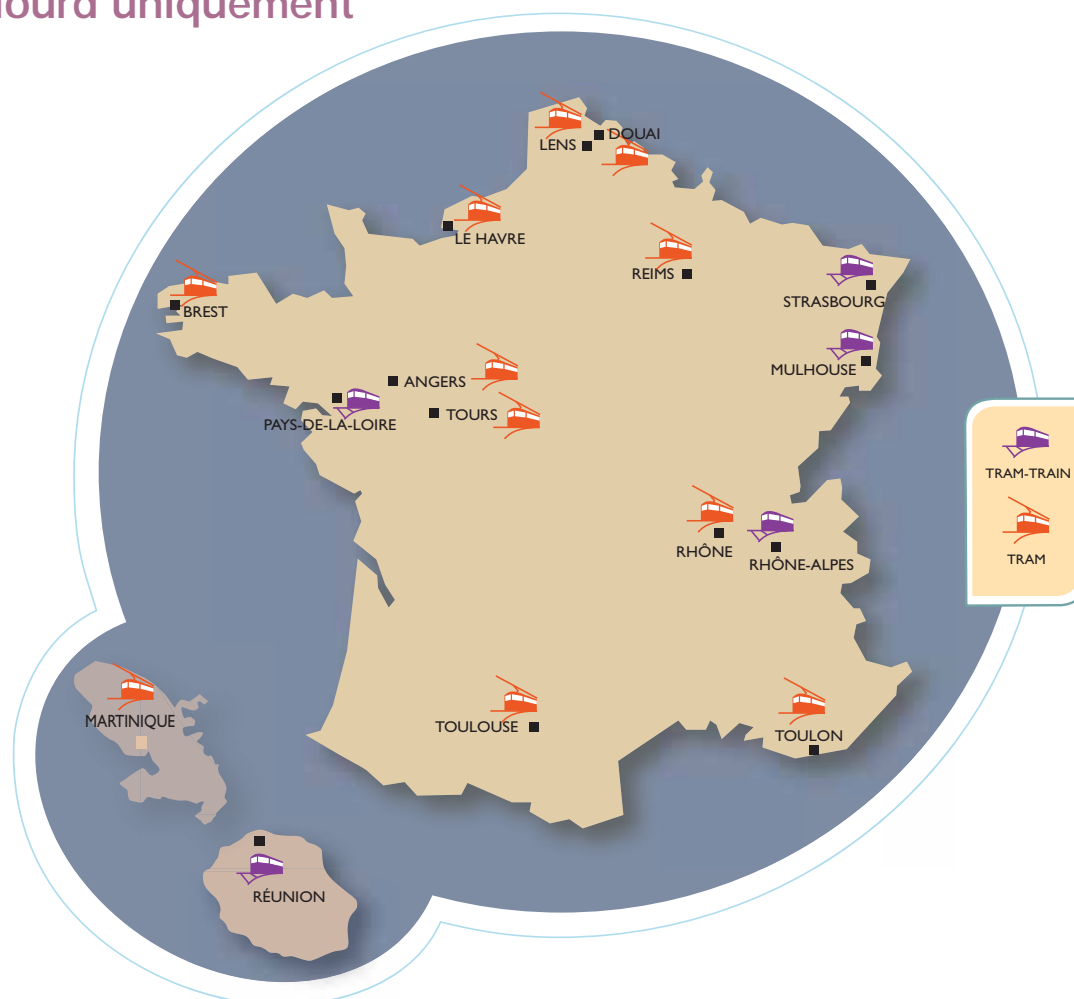 lourd uniquement
DOUAI
LENS
LE HAVRE
REIMS
STRASBOURG
BREST
MULHOUSE
ANGERS
TOURS
PAYS-DE-LA-LOIRE
TRAM-TRAIN
TRAM
RHÔNE
RHÔNE-ALPES
MARTINIQUE
TOULOUSE
TOULON
RÉUNION